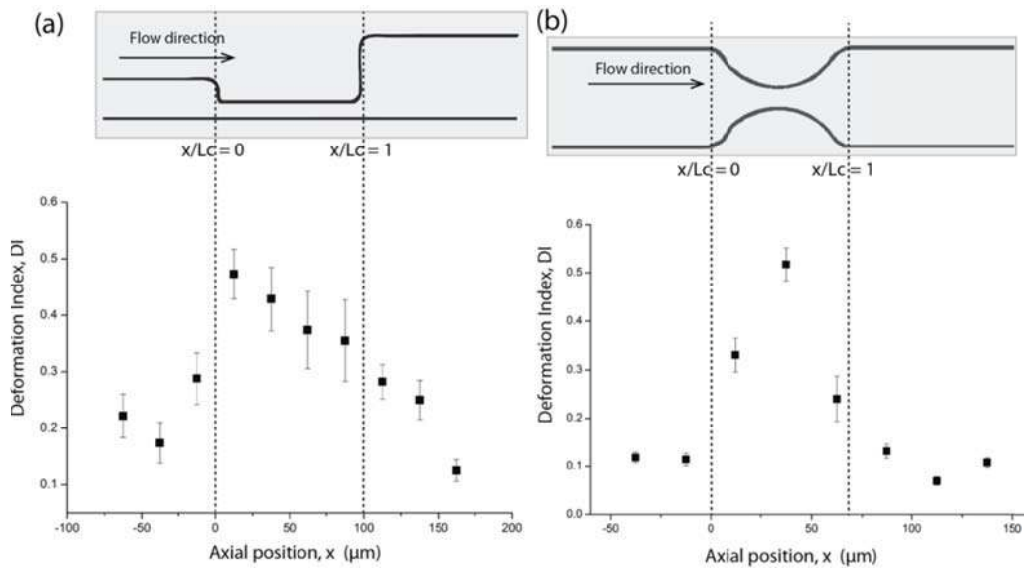 (a)
Flow direction
x/Lc = 0
x/Lc = 1
0.6
0.5
0.4
0.3
0.2
0.1
Deformation Index, DI
-100
-50
0
50
100
150
200
Axial position, x (μm)
(b)
Flow direction
x/Lc = 0
x/Lc = 1
0.6
0.5
0.4
0.3
0.2
0.1
0.0
Deformation Index, DI
-50
0
50
100
150
Axial position, x (μm)